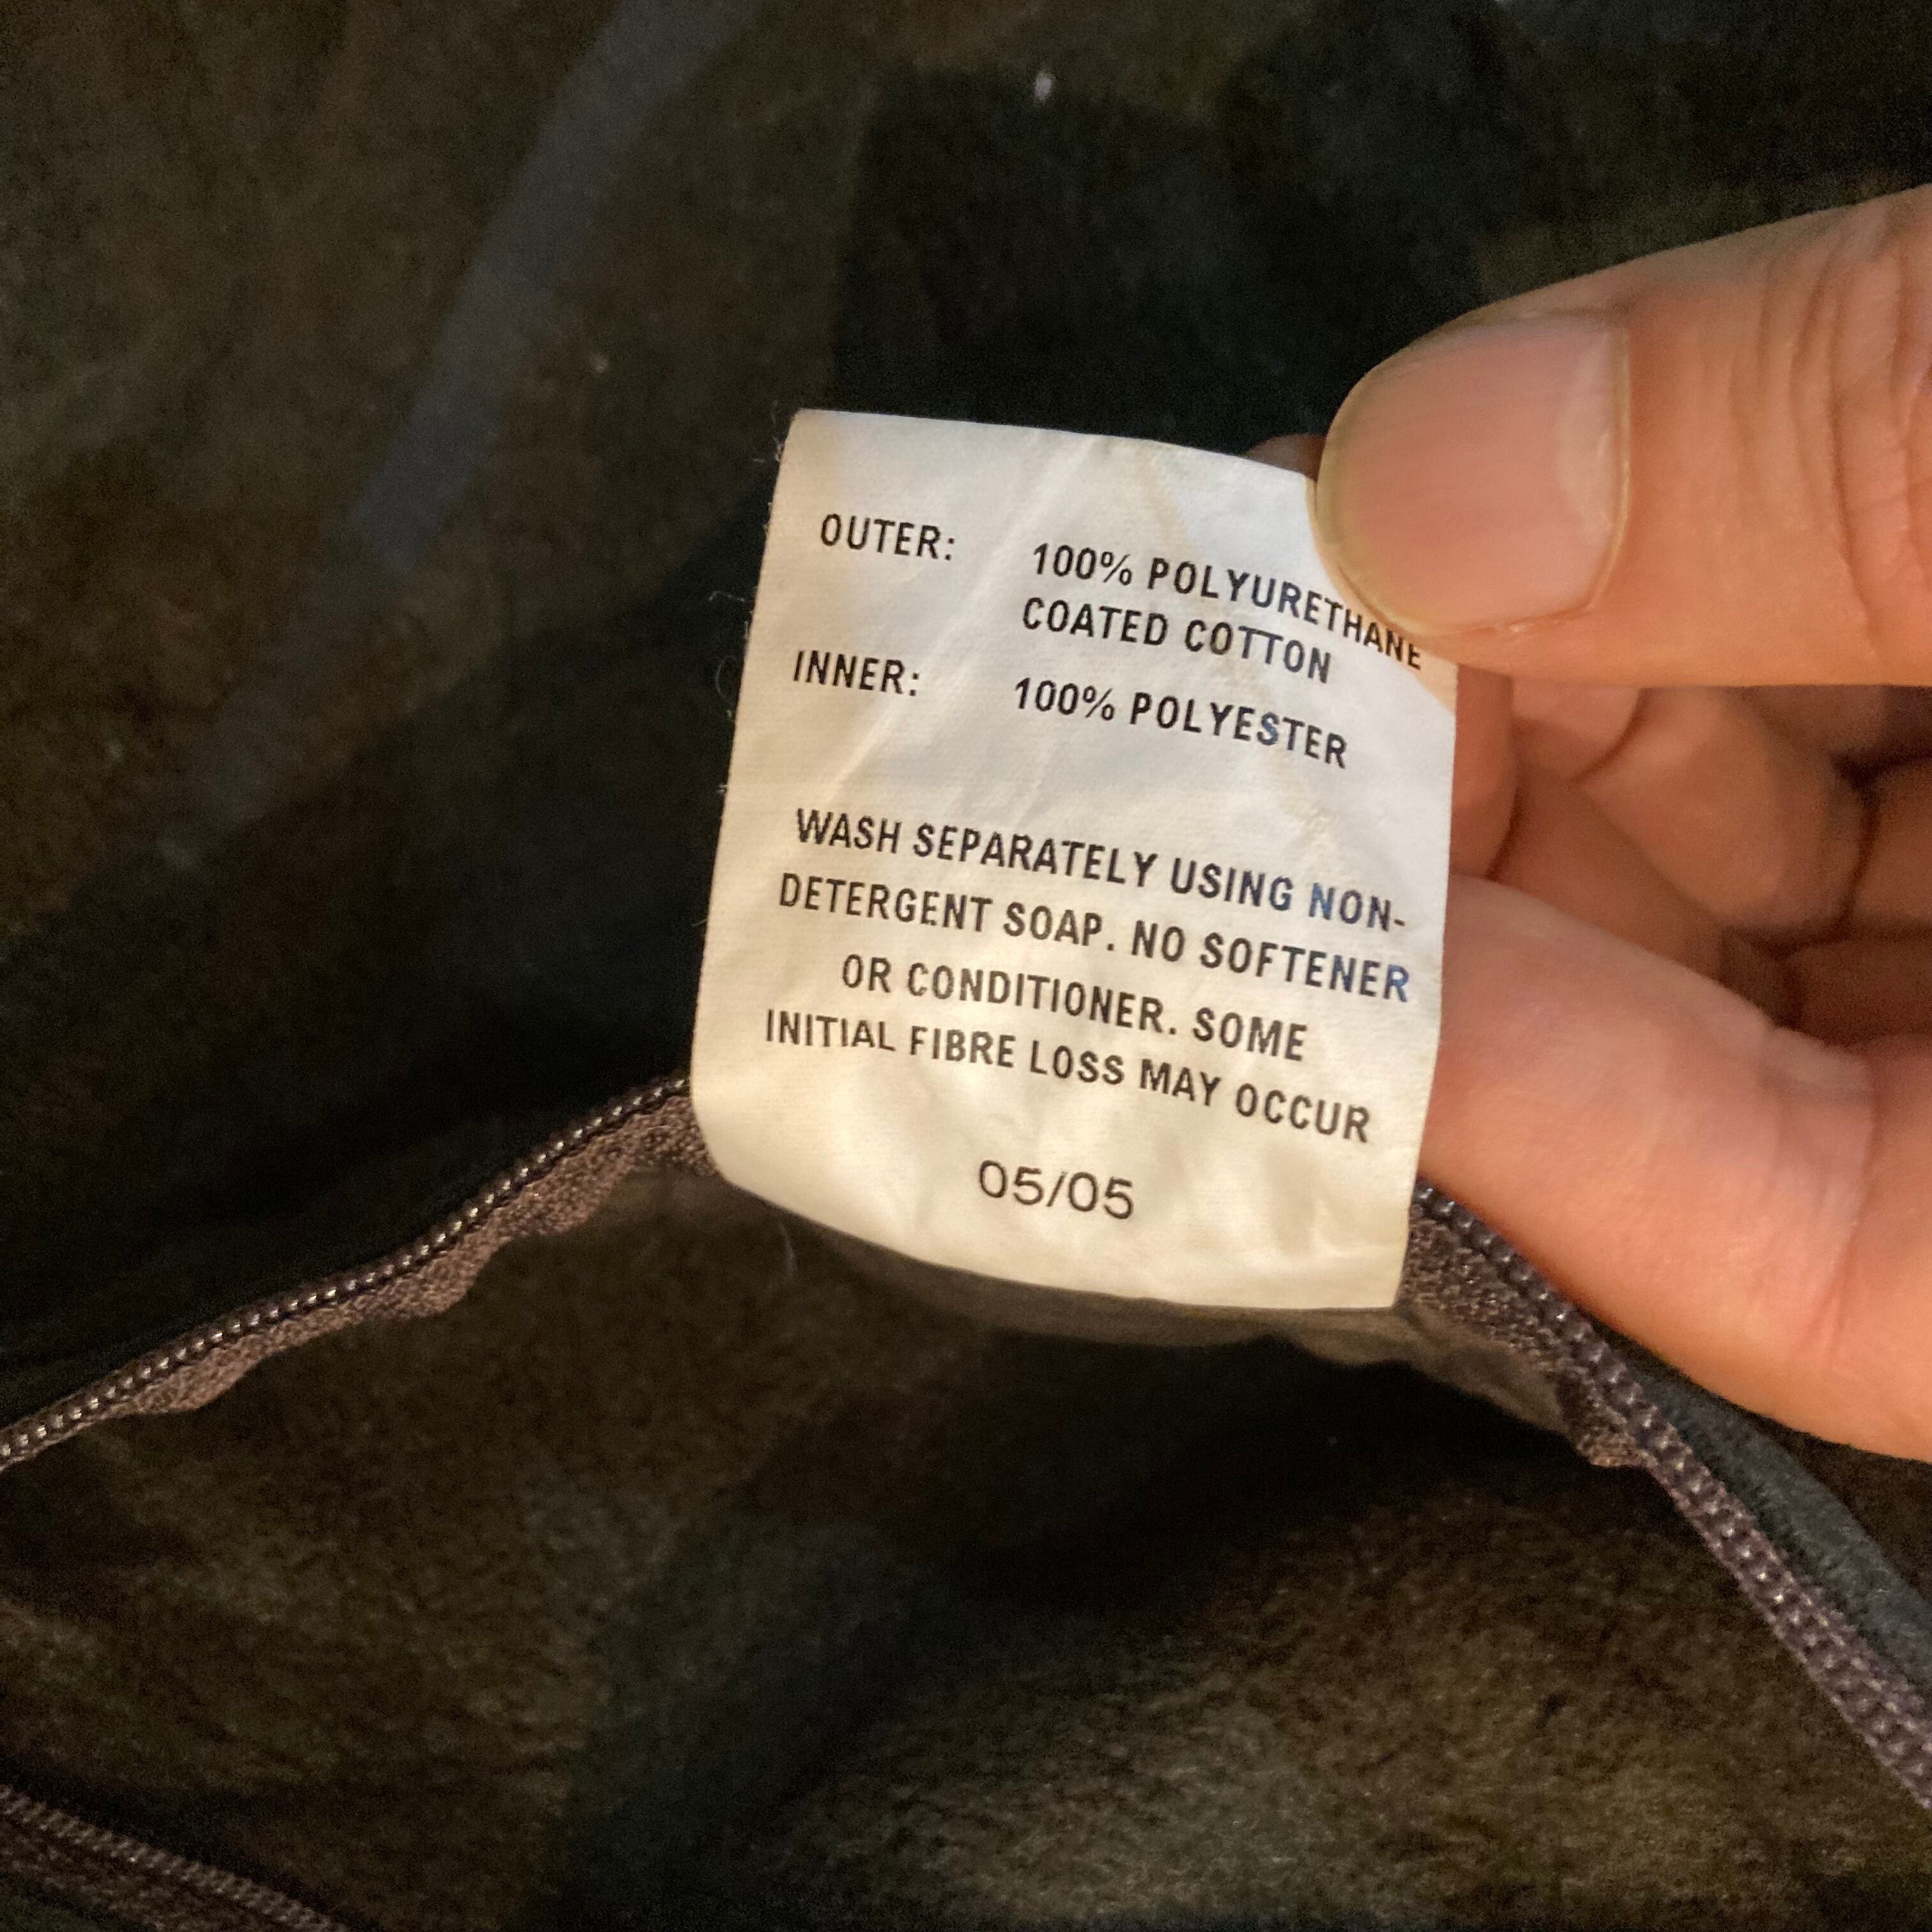 OUTER: 100% POLYURETHANE
COATED COTTON
INNER: 100% POLYESTER
WASH SEPARATELY USING NON-
DETERGENT SOAP. NO SOFTENER
OR CONDITIONER. SOME
INITIAL FIBRE LOSS MAY OCCUR
05/05